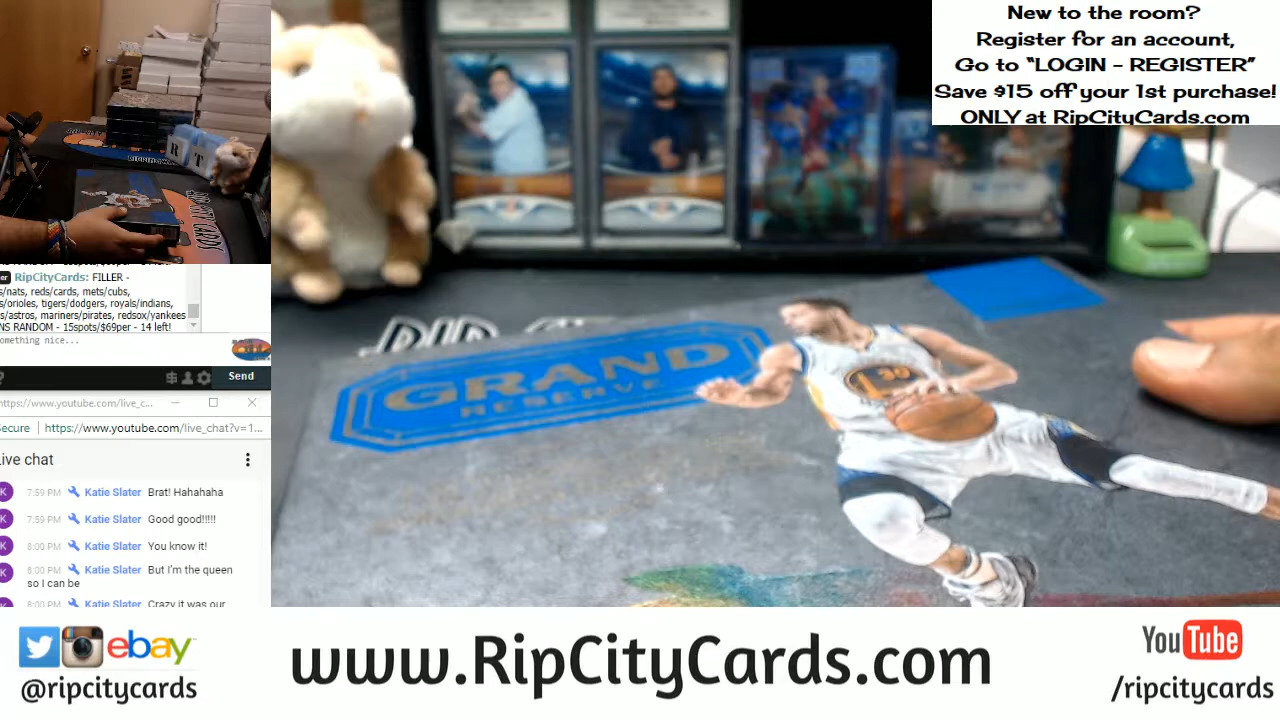 New to the room?
Register for an account,
Go to “LOGIN - REGISTER”
Save $15 off your 1st purchase!
ONLY at RipCityCards.com
RIP CITY
R T
GRAND
RESERVE
30
RipCityCards: FILLER -
s/nats, reds/cards, mets/cubs,
s/orioles, tigers/dodgers, royals/indians,
s/astros, mariners/pirates, redsox/yankees
NS RANDOM - 15spots/$69per - 14 left!
omething nice...
Send
https://www.youtube.com/live_c...
Secure https://www.youtube.com/live_chat?v=1...
Live chat
K 7:59 PM Katie Slater Brat! Hahahaha
K 7:59 PM Katie Slater Good good!!!!!
K 8:00 PM Katie Slater You know it!
K 8:00 PM Katie Slater But I'm the queen
so I can be
8:00 PM Katie Slater Crazy it was our
ebay
@ripcitycards
www.RipCityCards.com
YouTube
/ripcitycards